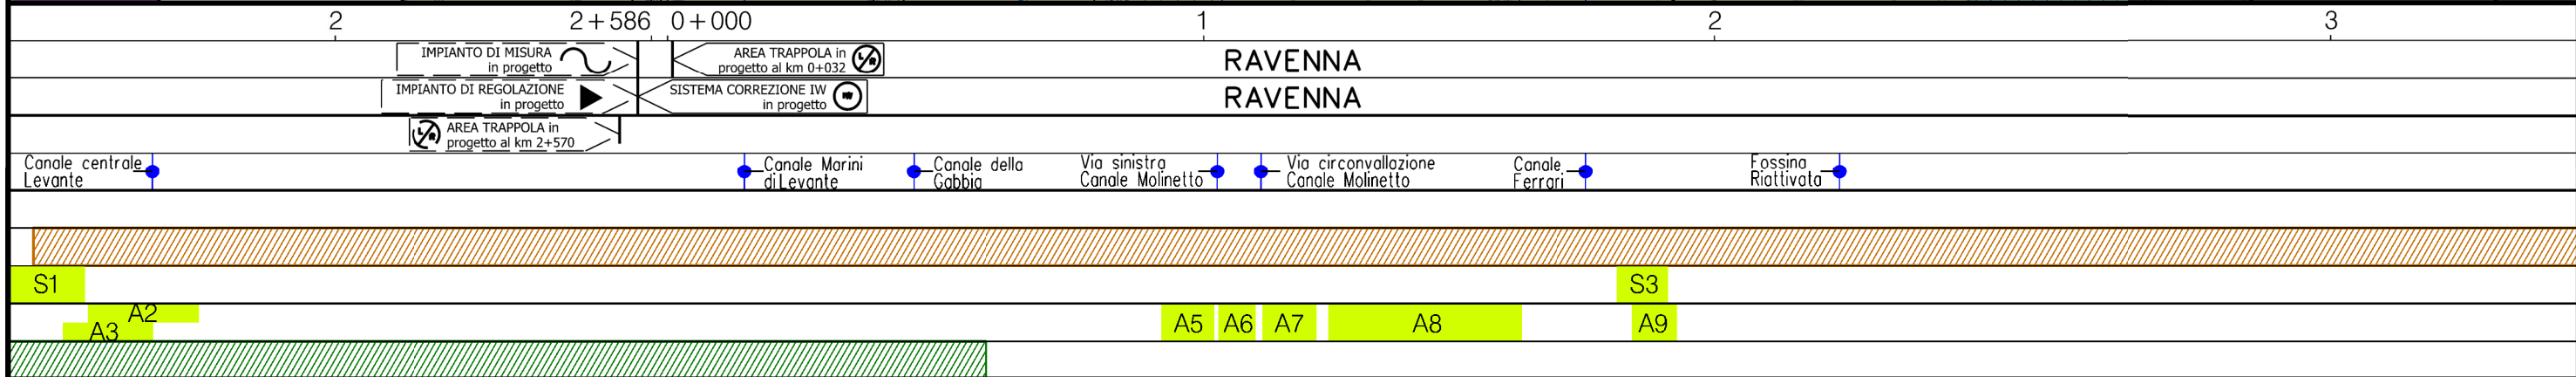 2 2+586 0+000 1 2 3
IMPIANTO DI MISURA
in progetto
AREA TRAPPOLA in
progetto al km 0+032
L/R
RAVENNA
IMPIANTO DI REGOLAZIONE
in progetto
SISTEMA CORREZIONE IW
in progetto
IW
RAVENNA
L/R
AREA TRAPPOLA in
progetto al km 2+570
Canale centrale
Levante
Canale Marini
diLevante
Canale della
Gabbia
Via sinistra
Canale Molinetto
Via circonvallazione
Canale Molinetto
Canale
Ferrari
Fossina
Riattivata
S1 S3
A2
A3
A5 A6 A7 A8 A9